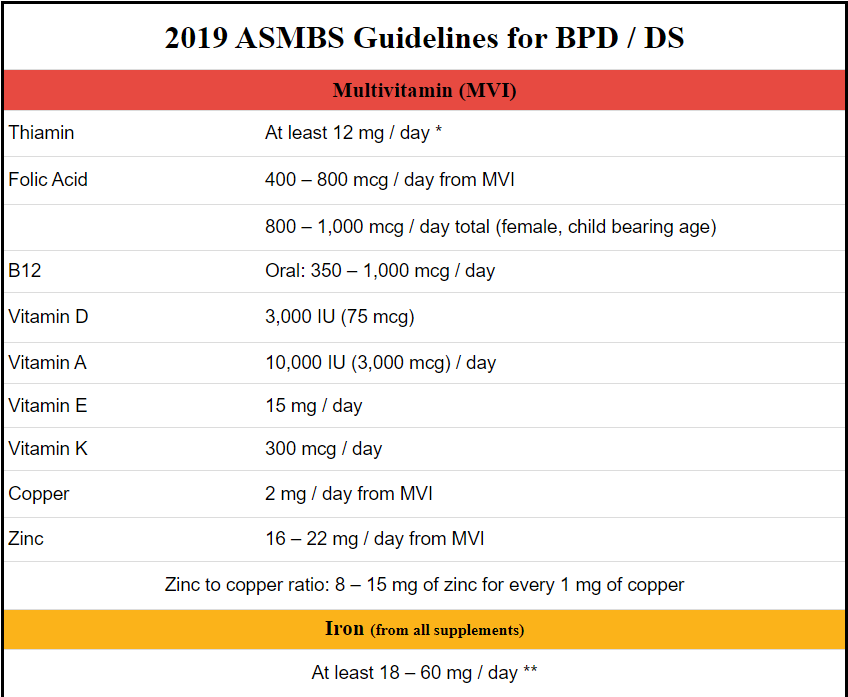 2019 ASMBS Guidelines for BPD / DS
Multivitamin (MVI)
Thiamin At least 12 mg / day *
Folic Acid 400 – 800 mcg / day from MVI
800 – 1,000 mcg / day total (female, child bearing age)
B12 Oral: 350 – 1,000 mcg / day
Vitamin D 3,000 IU (75 mcg)
Vitamin A 10,000 IU (3,000 mcg) / day
Vitamin E 15 mg / day
Vitamin K 300 mcg / day
Copper 2 mg / day from MVI
Zinc 16 – 22 mg / day from MVI
Zinc to copper ratio: 8 – 15 mg of zinc for every 1 mg of copper
Iron (from all supplements)
At least 18 – 60 mg / day **